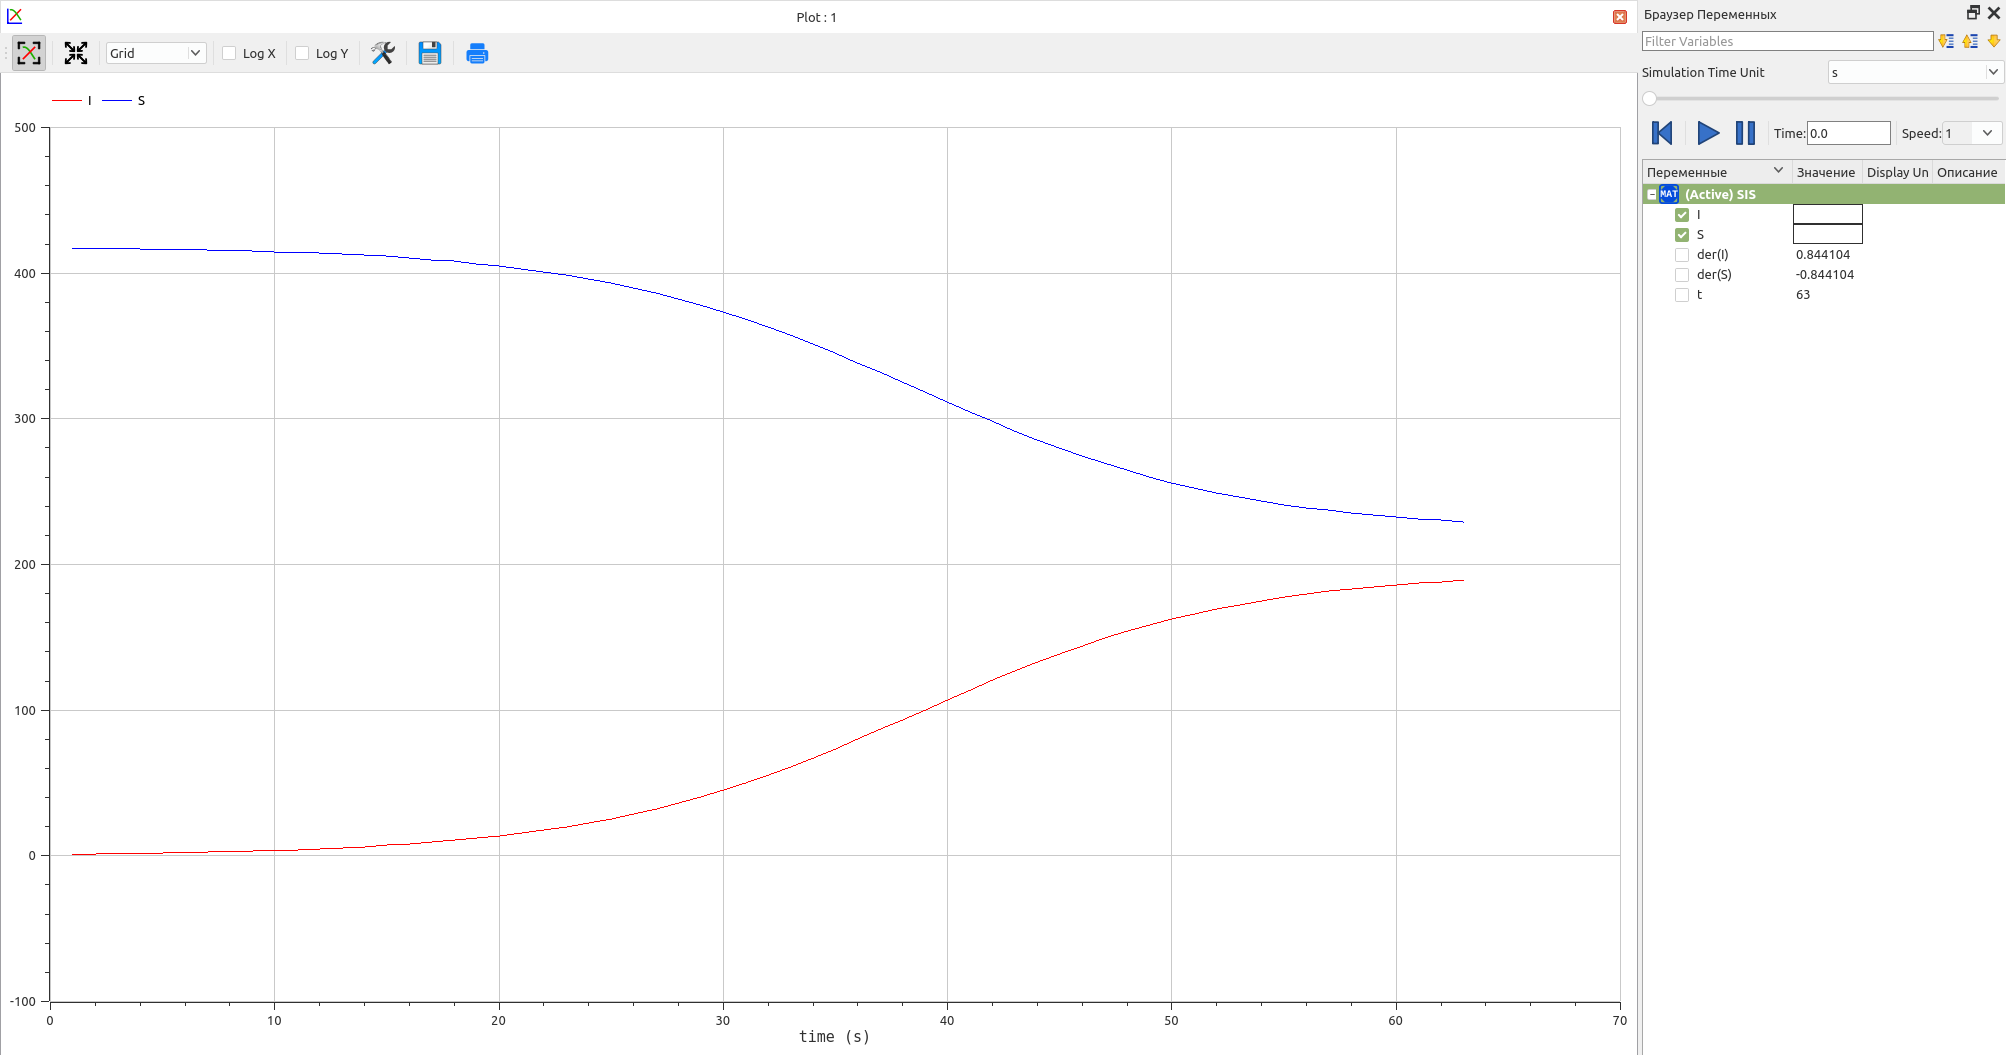 Plot : 1
Grid
Log X
Log Y
I
S
500
400
300
200
100
0
-100
0 10 20 30 40 50 60 70
time (s)
Браузер Переменных
Filter Variables
Simulation Time Unit s
Time: 0.0 Speed: 1
Переменные Значение Display Un Описание
MAT (Active) SIS
I
S
der(I) 0.844104
der(S) -0.844104
t 63